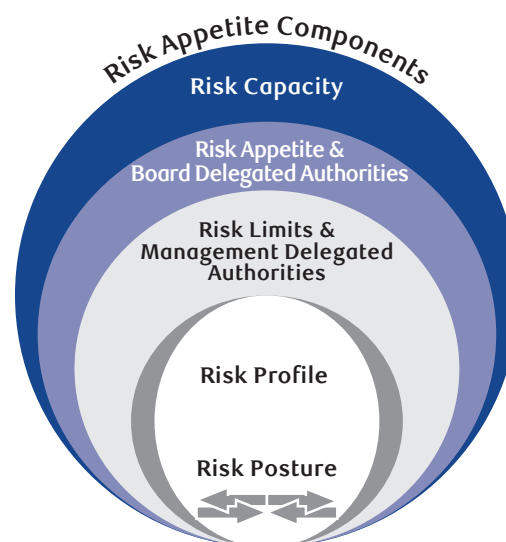 Risk Appetite Components
Risk Capacity
Risk Appetite &
Board Delegated Authorities
Risk Limits &
Management Delegated
Authorities
Risk Profile
Risk Posture